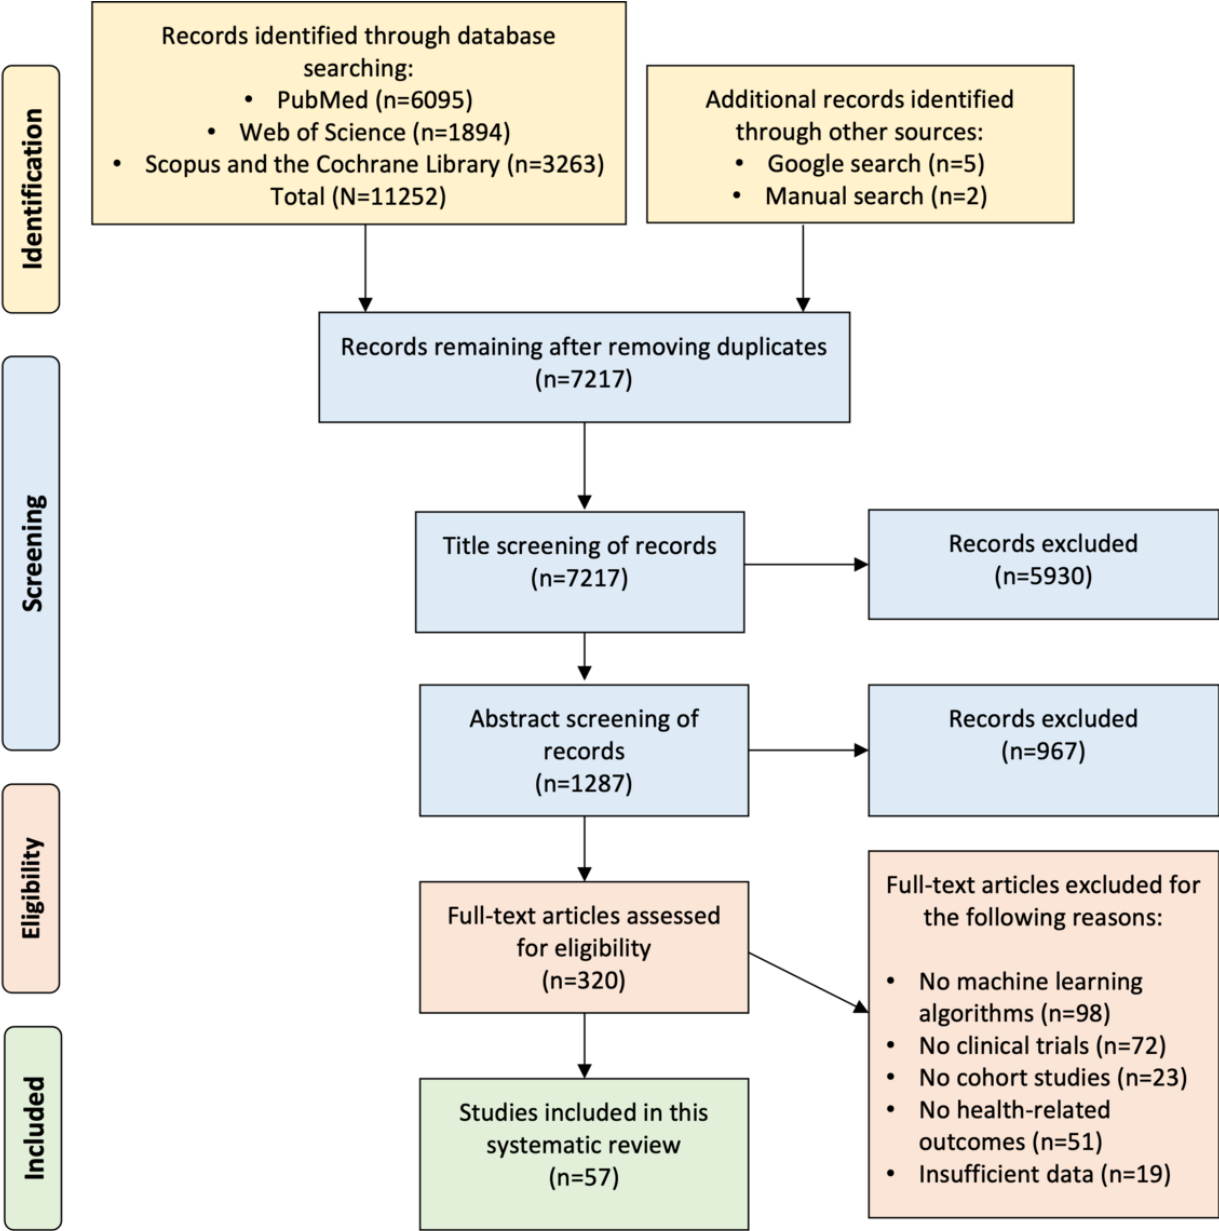 Identification
Records identified through database
searching:
• PubMed (n=6095)
• Web of Science (n=1894)
• Scopus and the Cochrane Library (n=3263)
Total (N=11252)
Additional records identified
through other sources:
• Google search (n=5)
• Manual search (n=2)
Screening
Records remaining after removing duplicates
(n=7217)
Title screening of records
(n=7217)
Records excluded
(n=5930)
Abstract screening of
records
(n=1287)
Records excluded
(n=967)
Eligibility
Full-text articles assessed
for eligibility
(n=320)
Full-text articles excluded for
the following reasons:
• No machine learning
algorithms (n=98)
• No clinical trials (n=72)
• No cohort studies (n=23)
• No health-related
outcomes (n=51)
• Insufficient data (n=19)
Included
Studies included in this
systematic review
(n=57)